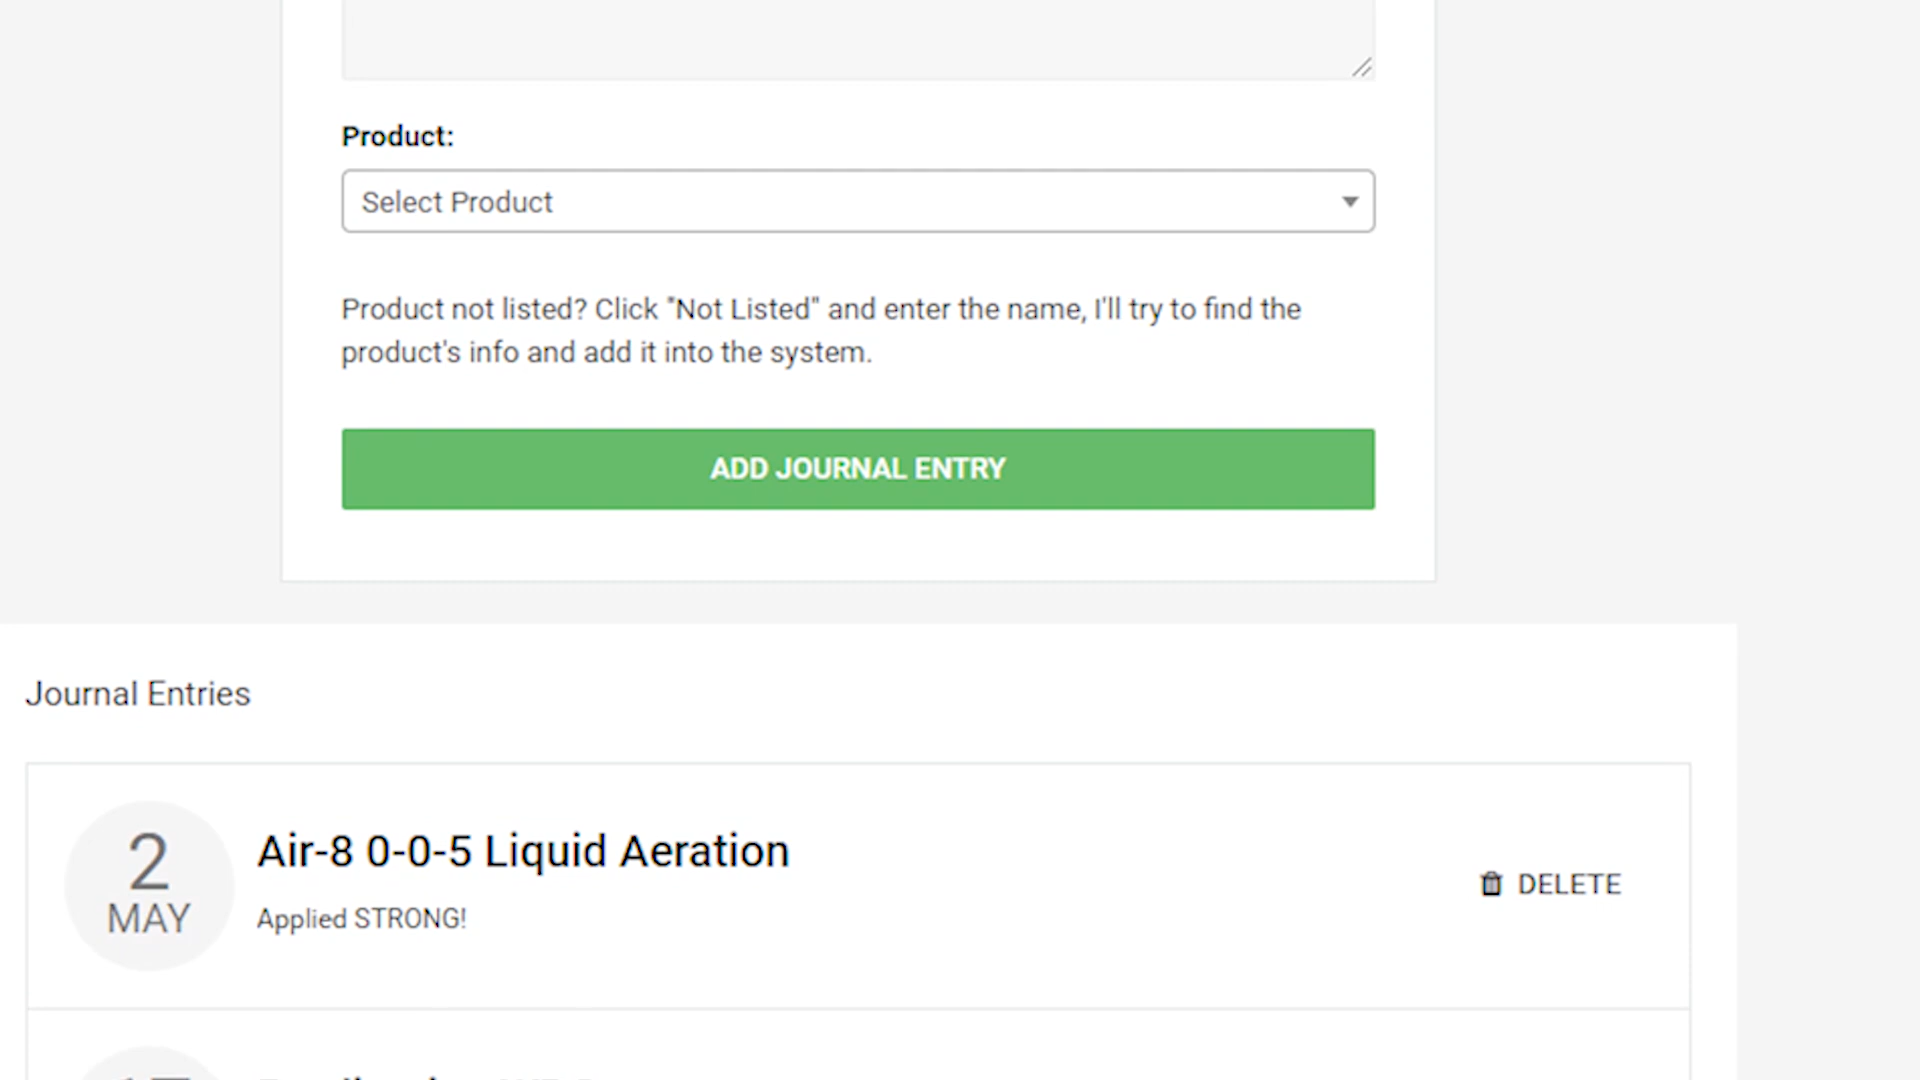 Product:
Select Product
Product not listed? Click "Not Listed" and enter the name, I'll try to find the
product's info and add it into the system.
ADD JOURNAL ENTRY
Journal Entries
2
MAY
Air-8 0-0-5 Liquid Aeration
Applied STRONG!
DELETE